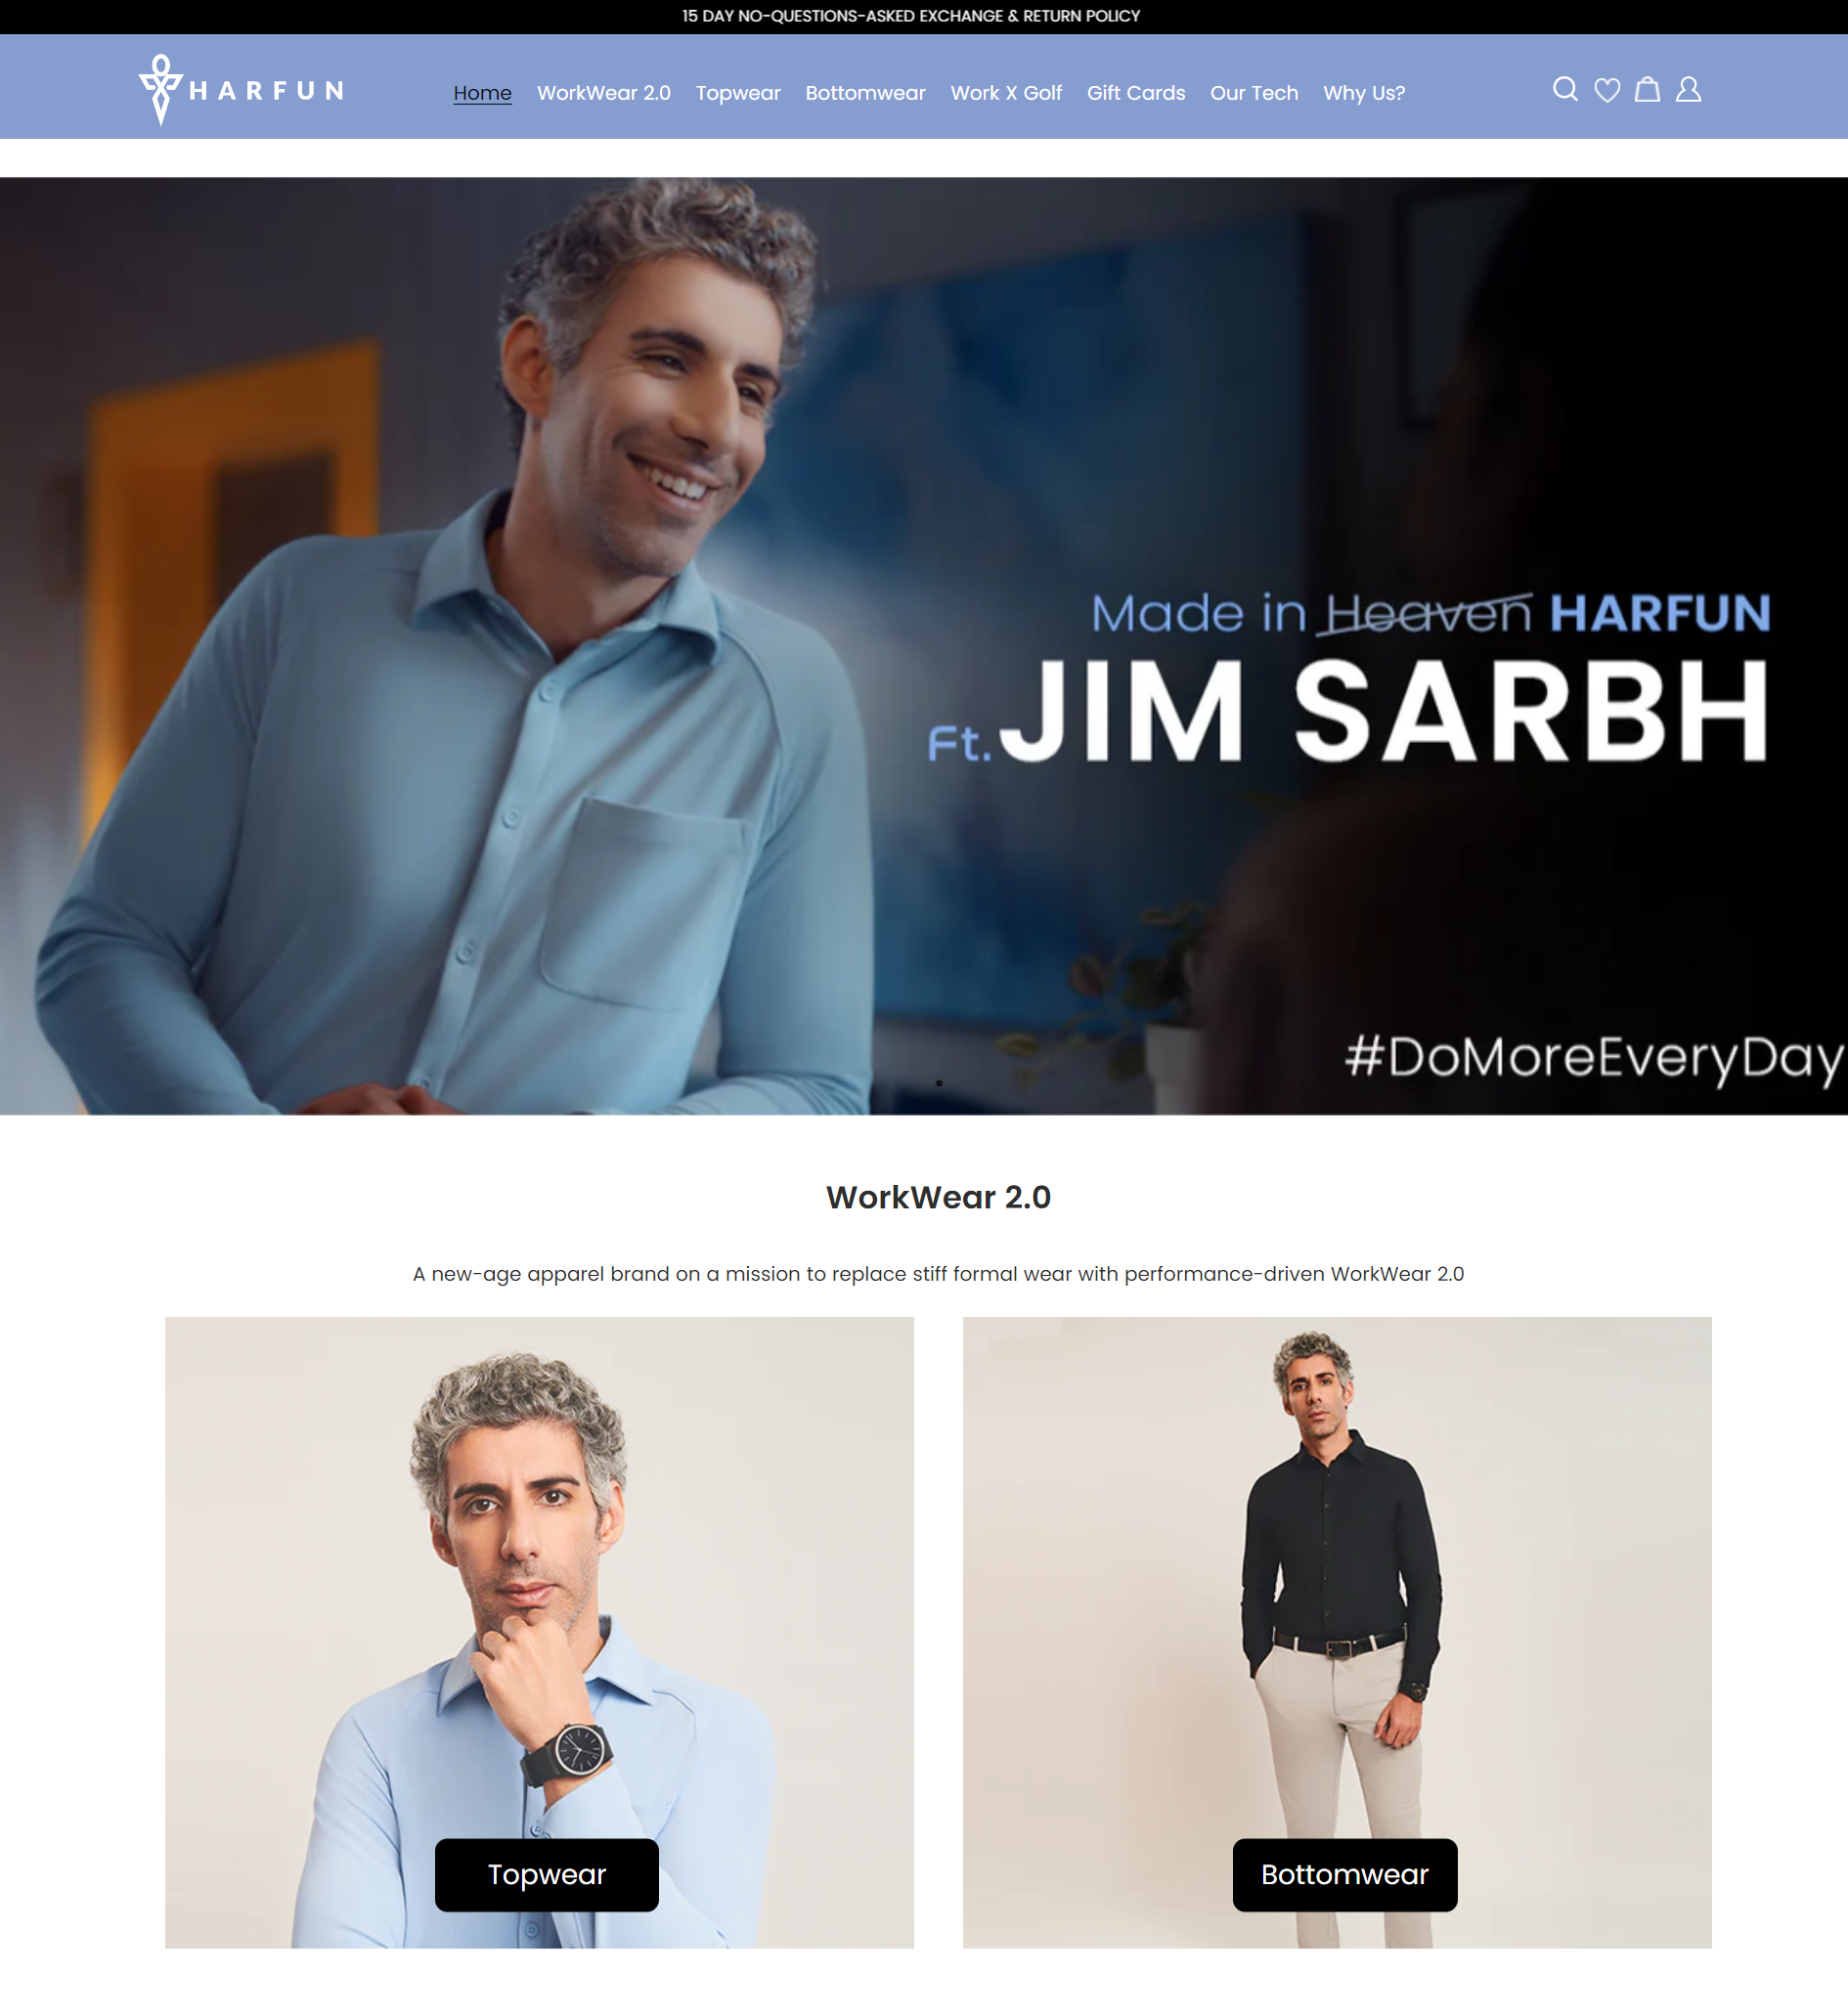 15 DAY NO-QUESTIONS-ASKED EXCHANGE & RETURN POLICY
HARFUN
Home WorkWear 2.0 Topwear Bottomwear Work X Golf Gift Cards Our Tech Why Us?
Made in Heaven HARFUN
Ft. JIM SARBH
#DoMoreEveryDay
WorkWear 2.0
A new-age apparel brand on a mission to replace stiff formal wear with performance-driven WorkWear 2.0
Topwear
Bottomwear